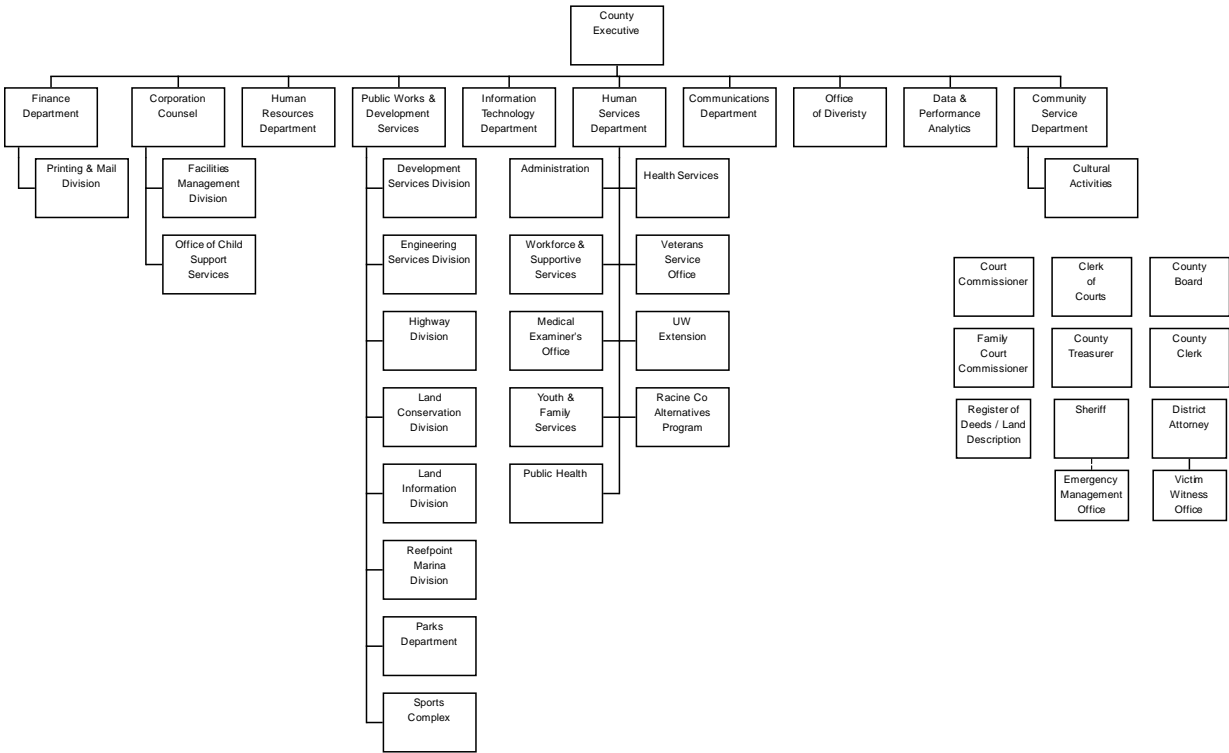 County
Executive
Finance
Department
Corporation
Counsel
Human
Resources
Department
Public Works &
Development
Services
Information
Technology
Department
Human
Services
Department
Communications
Department
Office
of Diveristy
Data &
Performance
Analytics
Community
Service
Department
Printing & Mail
Division
Facilities
Management
Division
Office of Child
Support
Services
Development
Services Division
Engineering
Services Division
Highway
Division
Land
Conservation
Division
Land
Information
Division
Reefpoint
Marina
Division
Parks
Department
Sports
Complex
Administration
Health Services
Workforce &
Supportive
Services
Veterans
Service
Office
Medical
Examiner's
Office
UW
Extension
Youth &
Family
Services
Racine Co
Alternatives
Program
Public Health
Cultural
Activities
Court
Commissioner
Clerk
of
Courts
County
Board
Family
Court
Commissioner
County
Treasurer
County
Clerk
Register of
Deeds / Land
Description
Sheriff
District
Attorney
Emergency
Management
Office
Victim
Witness
Office